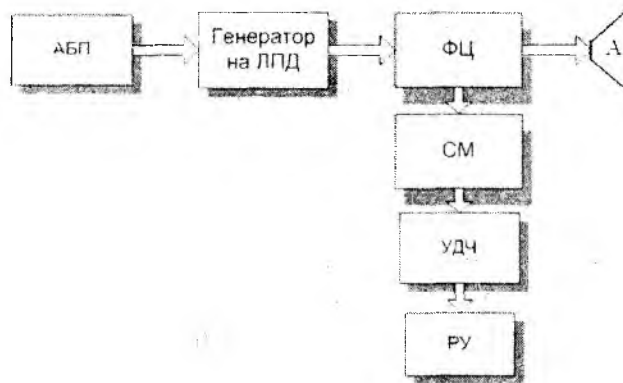 АБП
Генератор
на ЛПД
ФЦ
А
СМ
УДЧ
РУ